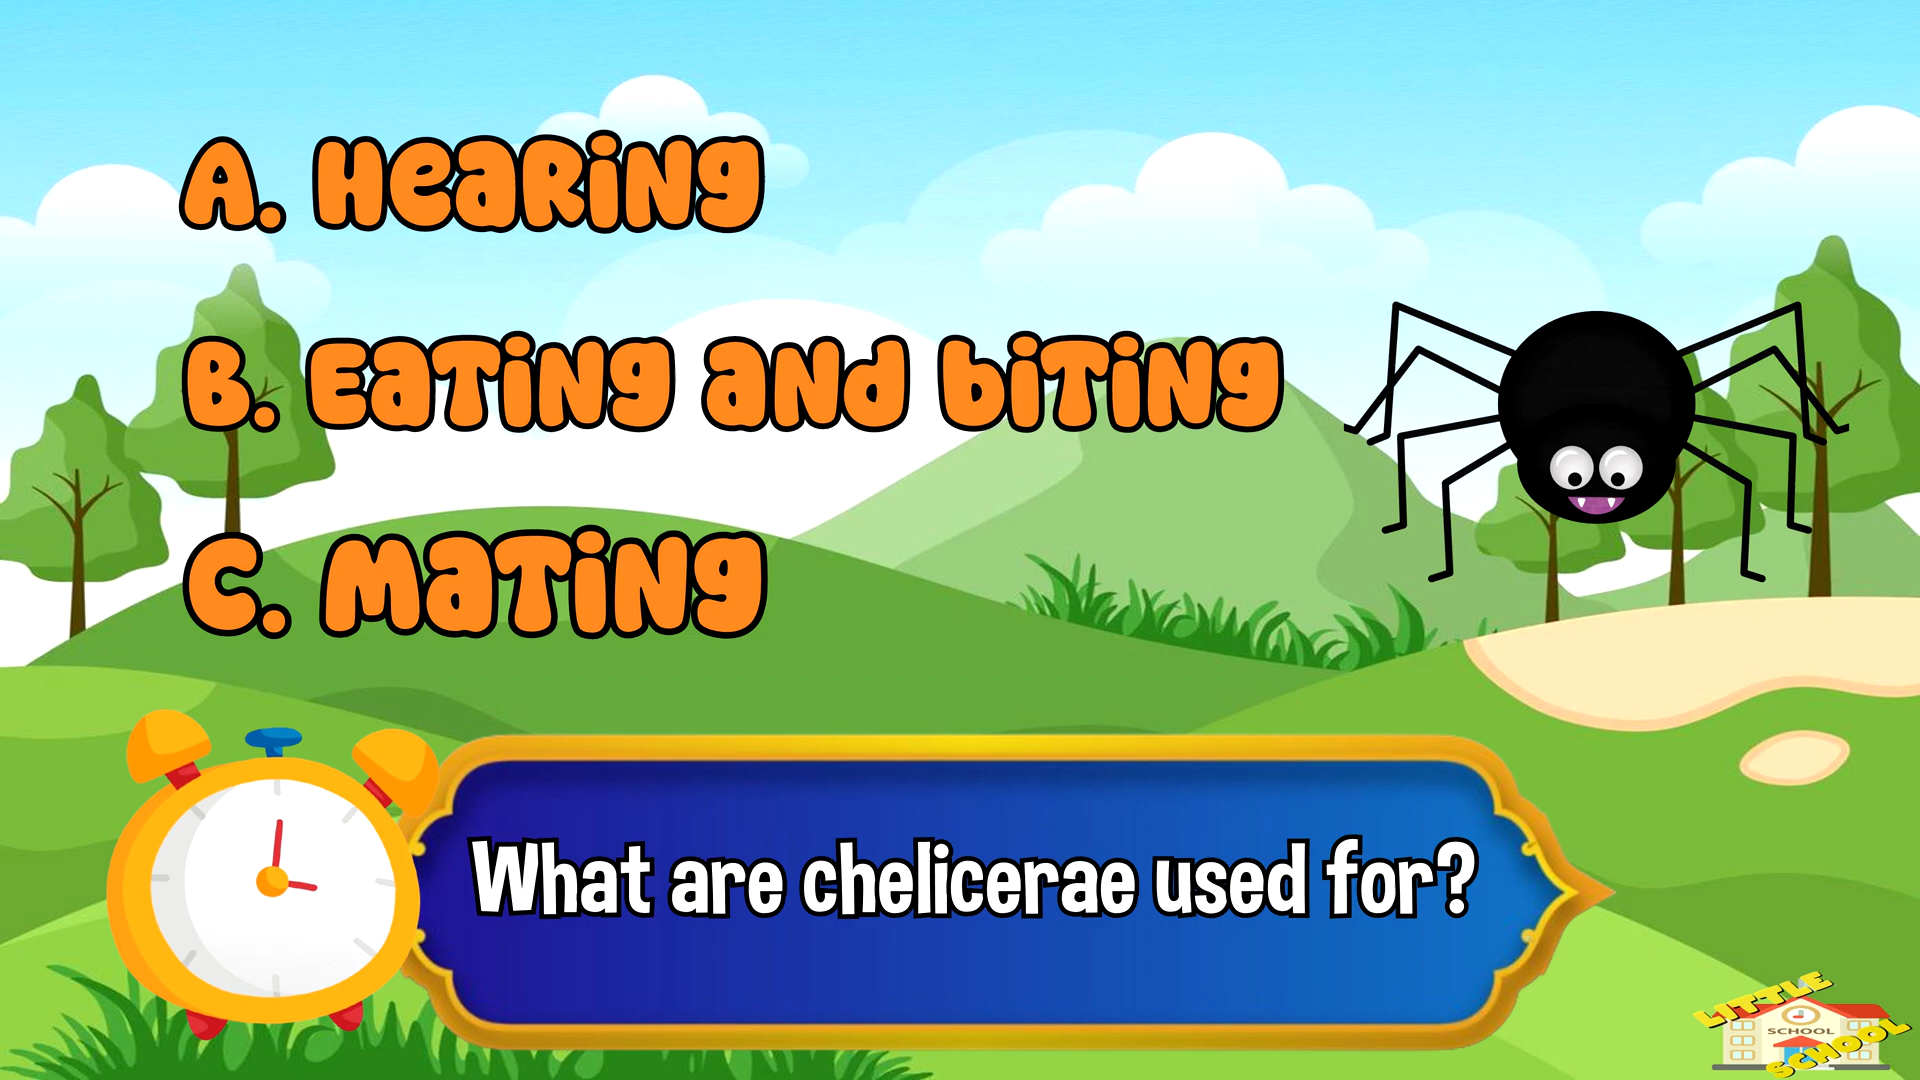 A. Hearing
B. Eating and biting
C. Mating
What are chelicerae used for?
LITTLE
SCHOOL
SCHOOL